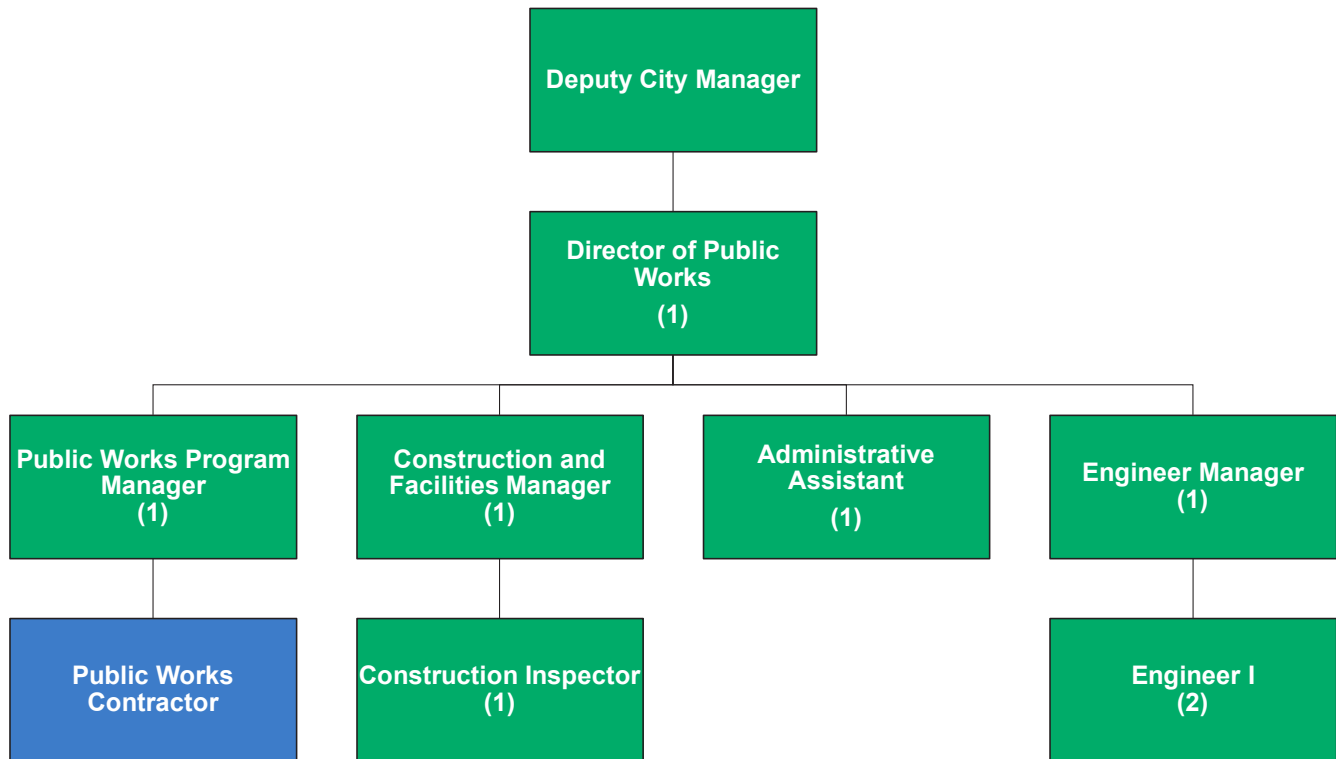 Deputy City Manager
Director of Public
Works
(1)
Public Works Program
Manager
(1)
Construction and
Facilities Manager
(1)
Administrative
Assistant
(1)
Engineer Manager
(1)
Public Works
Contractor
Construction Inspector
(1)
Engineer I
(2)